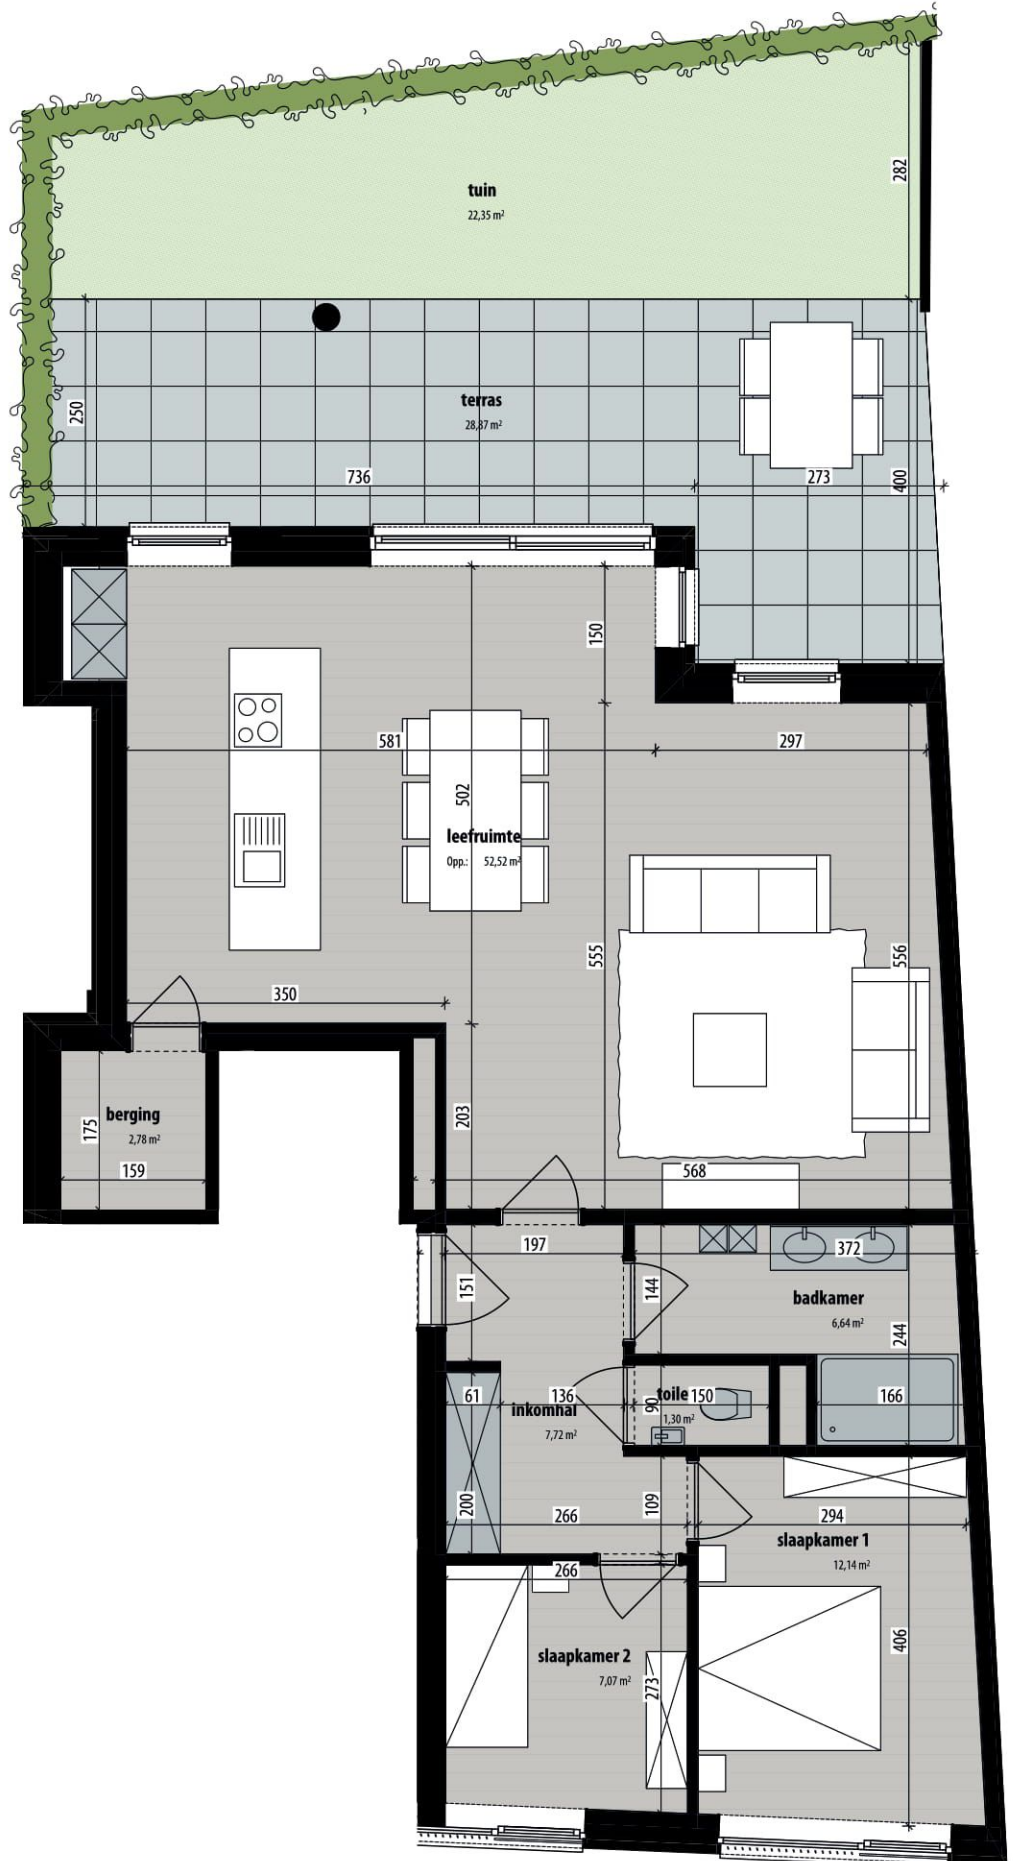 282
tuin
22,35 m²
250
terras
28,87 m²
736
273
400
150
581
297
502
leefruimte
Opp.: 52,52 m²
555
556
350
203
berging
175
2,78 m²
159
568
197
372
151
144
badkamer
6,64 m²
244
61
136
toile
150
166
90
inkomhal
1,30 m²
7,72 m²
200
109
266
294
slaapkamer 1
12,14 m²
266
406
slaapkamer 2
7,07 m²
273